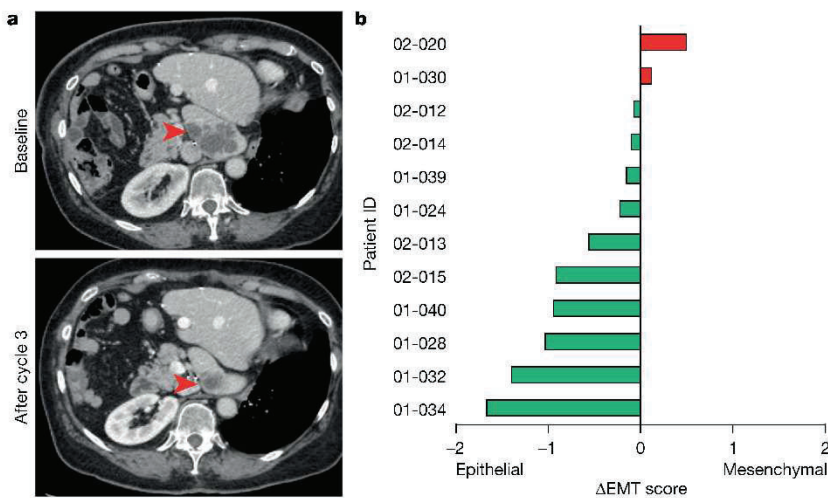 a
Baseline
After cycle 3
b
Patient ID
02-020
01-030
02-012
02-014
01-039
01-024
02-013
02-015
01-040
01-028
01-032
01-034
−2 −1 0 1 2
Epithelial Mesenchymal
ΔEMT score